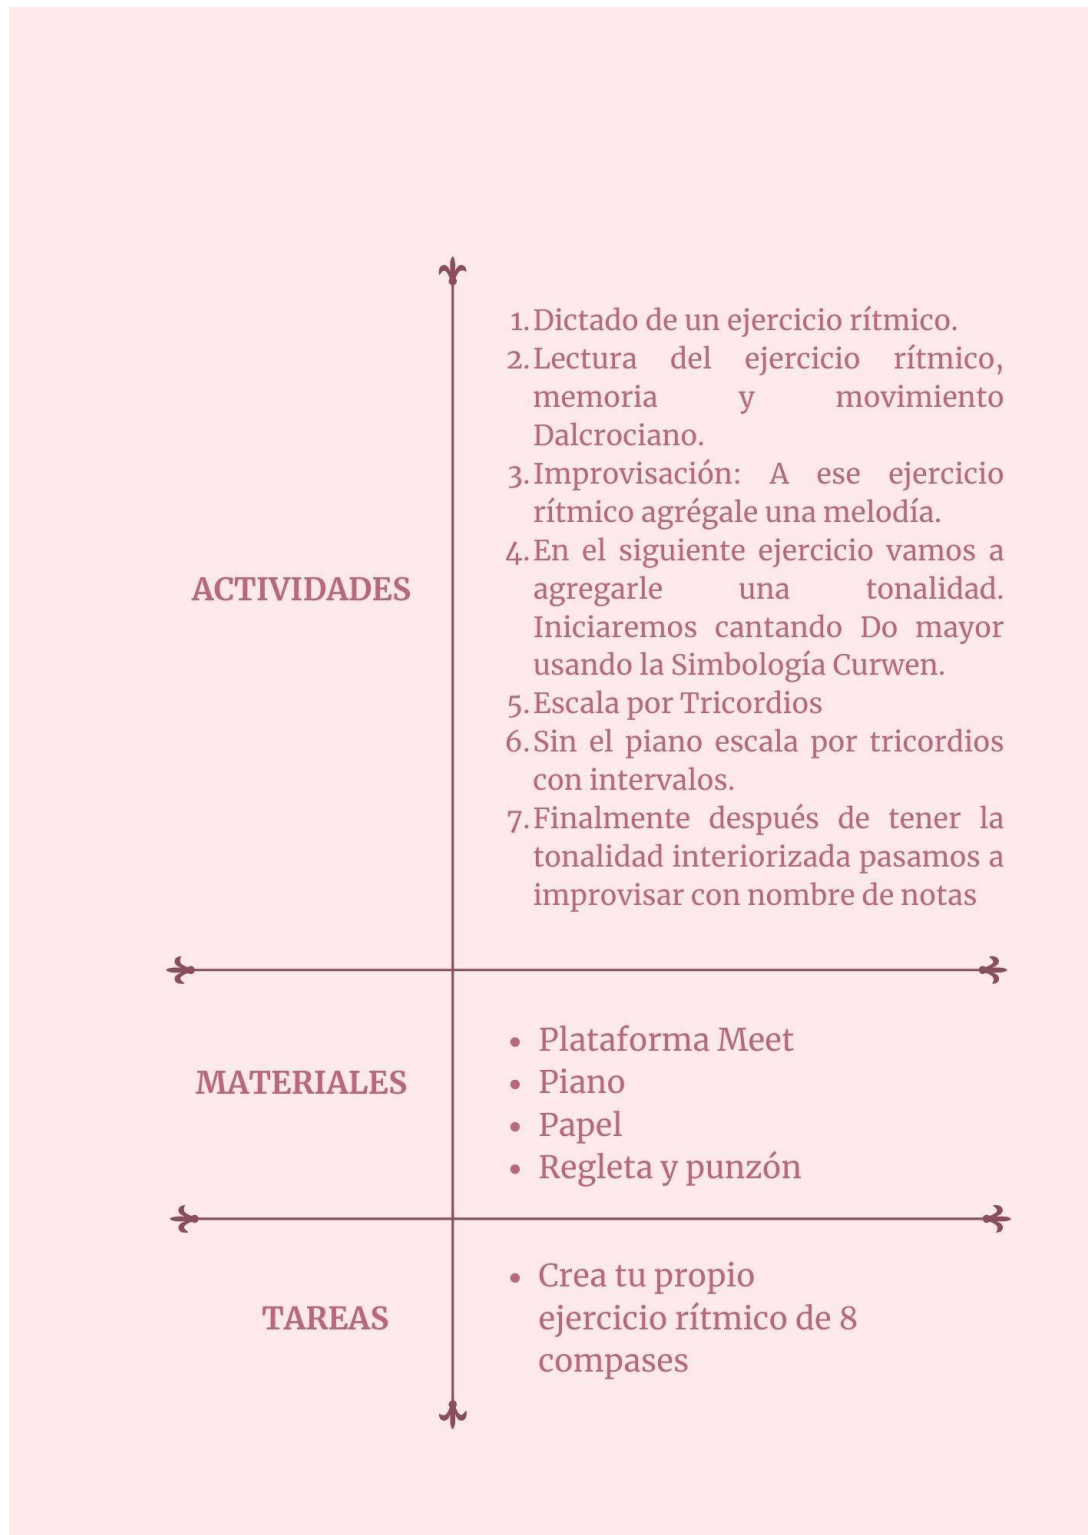 ACTIVIDADES
1. Dictado de un ejercicio rítmico.
2. Lectura del ejercicio rítmico,
memoria y movimiento
Dalcrociano.
3. Improvisación: A ese ejercicio
rítmico agrégale una melodía.
4. En el siguiente ejercicio vamos a
agregarle una tonalidad.
Iniciaremos cantando Do mayor
usando la Simbología Curwen.
5. Escala por Tricordios
6. Sin el piano escala por tricordios
con intervalos.
7. Finalmente después de tener la
tonalidad interiorizada pasamos a
improvisar con nombre de notas
MATERIALES
• Plataforma Meet
• Piano
• Papel
• Regleta y punzón
TAREAS
• Crea tu propio
ejercicio rítmico de 8
compases